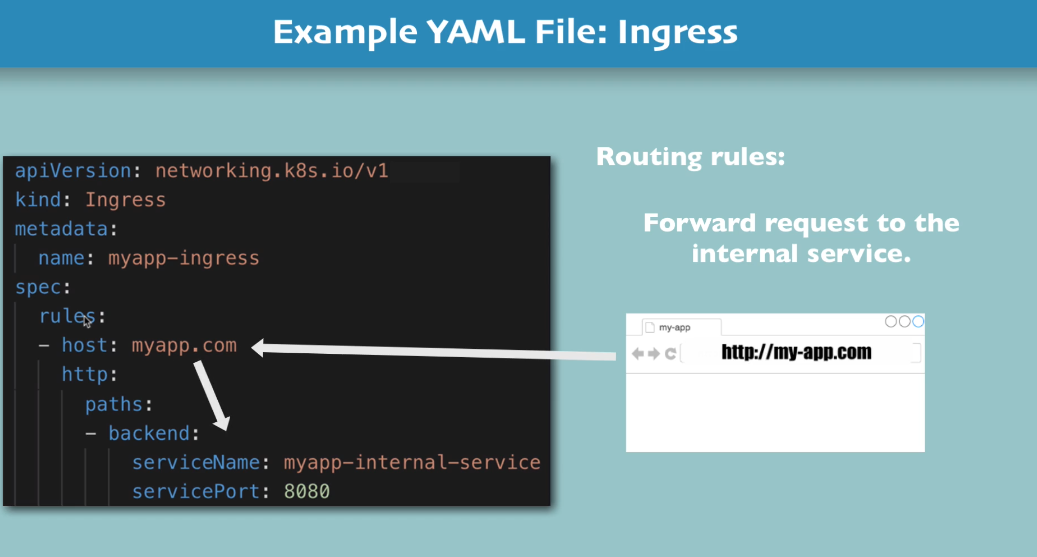 Example YAML File: Ingress
apiVersion: networking.k8s.io/v1
kind: Ingress
metadata:
  name: myapp-ingress
spec:
  rules:
  - host: myapp.com
    http:
      paths:
      - backend:
          serviceName: myapp-internal-service
          servicePort: 8080
Routing rules:
Forward request to the
internal service.
my-app
http://my-app.com